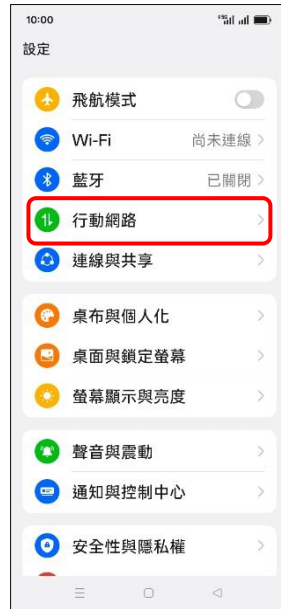 10:00
設定
飛航模式
Wi-Fi 尚未連線
藍牙 已關閉
行動網路
連線與共享
桌布與個人化
桌面與鎖定螢幕
螢幕顯示與亮度
聲音與震動
通知與控制中心
安全性與隱私權